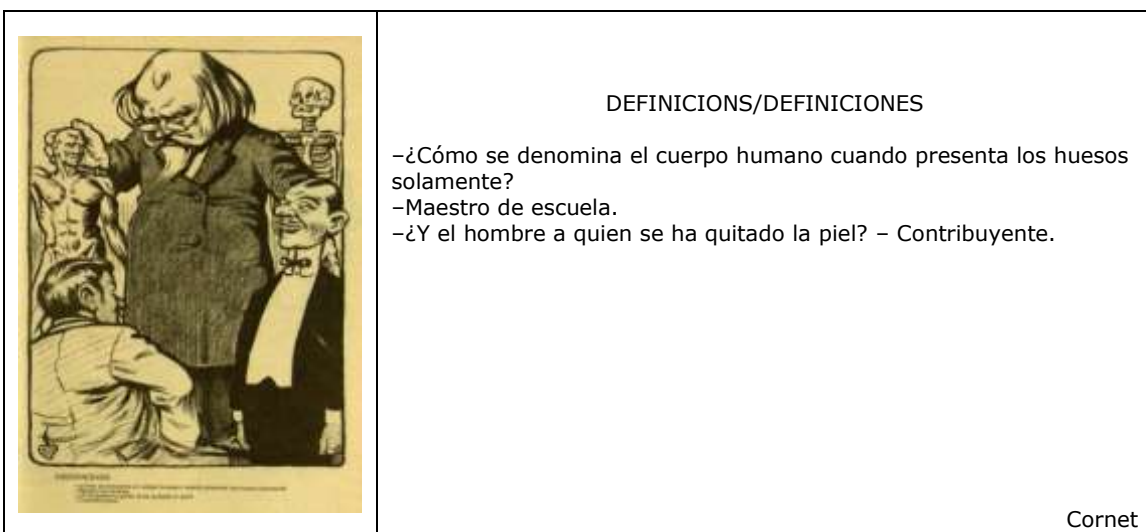 DEFINICIONS/DEFINICIONES
–¿Cómo se denomina el cuerpo humano cuando presenta los huesos
solamente?
–Maestro de escuela.
–¿Y el hombre a quien se ha quitado la piel? – Contribuyente.
Cornet